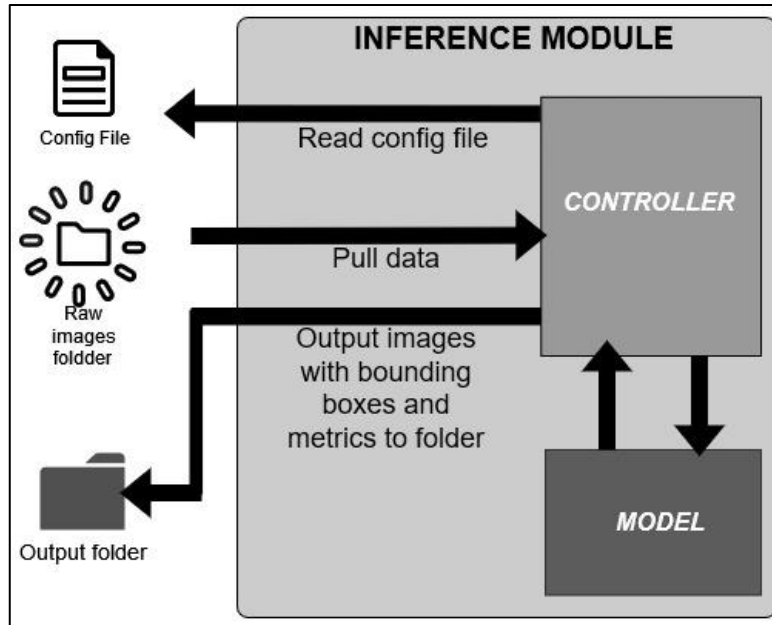 INFERENCE MODULE
Config File
Read config file
CONTROLLER
Pull data
Raw
images
foldder
Output images
with bounding
boxes and
metrics to folder
MODEL
Output folder